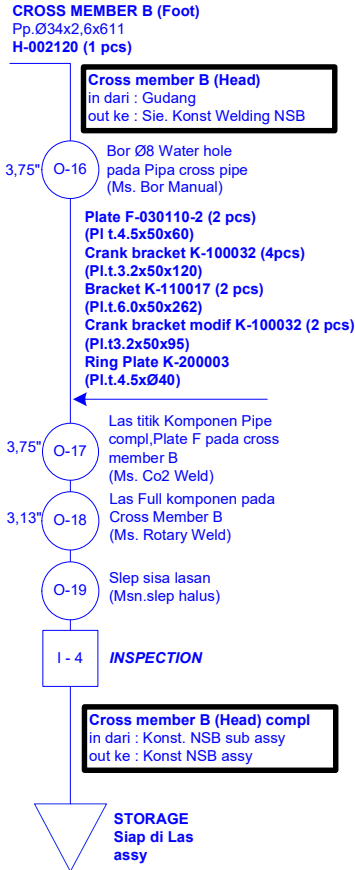 CROSS MEMBER B (Foot)
Pp.Ø34x2,6x611
H-002120 (1 pcs)
Cross member B (Head)
in dari : Gudang
out ke : Sie. Konst Welding NSB
3,75"
O-16
Bor Ø8 Water hole
pada Pipa cross pipe
(Ms. Bor Manual)
Plate F-030110-2 (2 pcs)
(Pl t.4.5x50x60)
Crank bracket K-100032 (4pcs)
(Pl.t.3.2x50x120)
Bracket K-110017 (2 pcs)
(Pl.t.6.0x50x262)
Crank bracket modif K-100032 (2 pcs)
(Pl.t3.2x50x95)
Ring Plate K-200003
(Pl.t.4.5xØ40)
3,75"
O-17
Las titik Komponen Pipe
compl,Plate F pada cross
member B
(Ms. Co2 Weld)
3,13"
O-18
Las Full komponen pada
Cross Member B
(Ms. Rotary Weld)
O-19
Slep sisa lasan
(Msn.slep halus)
I - 4
INSPECTION
Cross member B (Head) compl
in dari : Konst. NSB sub assy
out ke : Konst NSB assy
STORAGE
Siap di Las
assy